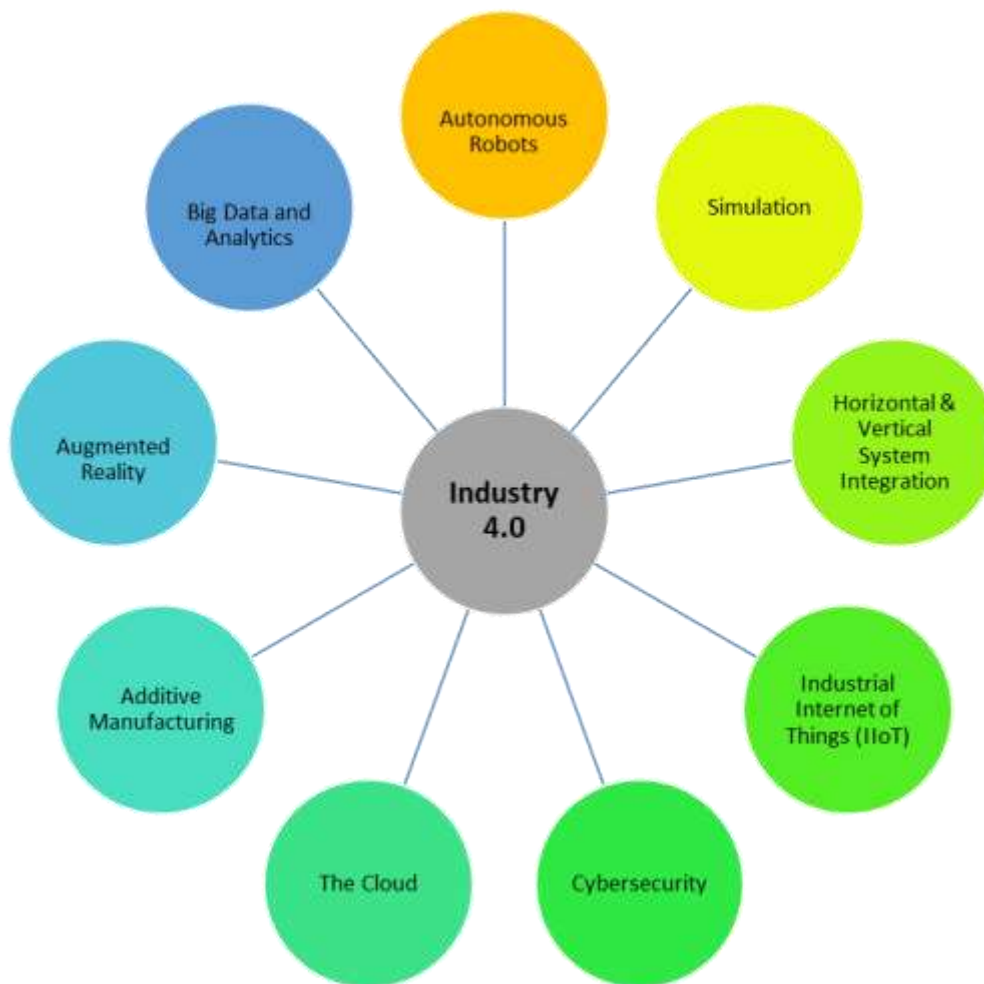 Autonomous
Robots
Simulation
Horizontal &
Vertical
System
Integration
Industrial
Internet of
Things (IIoT)
Cybersecurity
The Cloud
Additive
Manufacturing
Augmented
Reality
Big Data and
Analytics
Industry
4.0